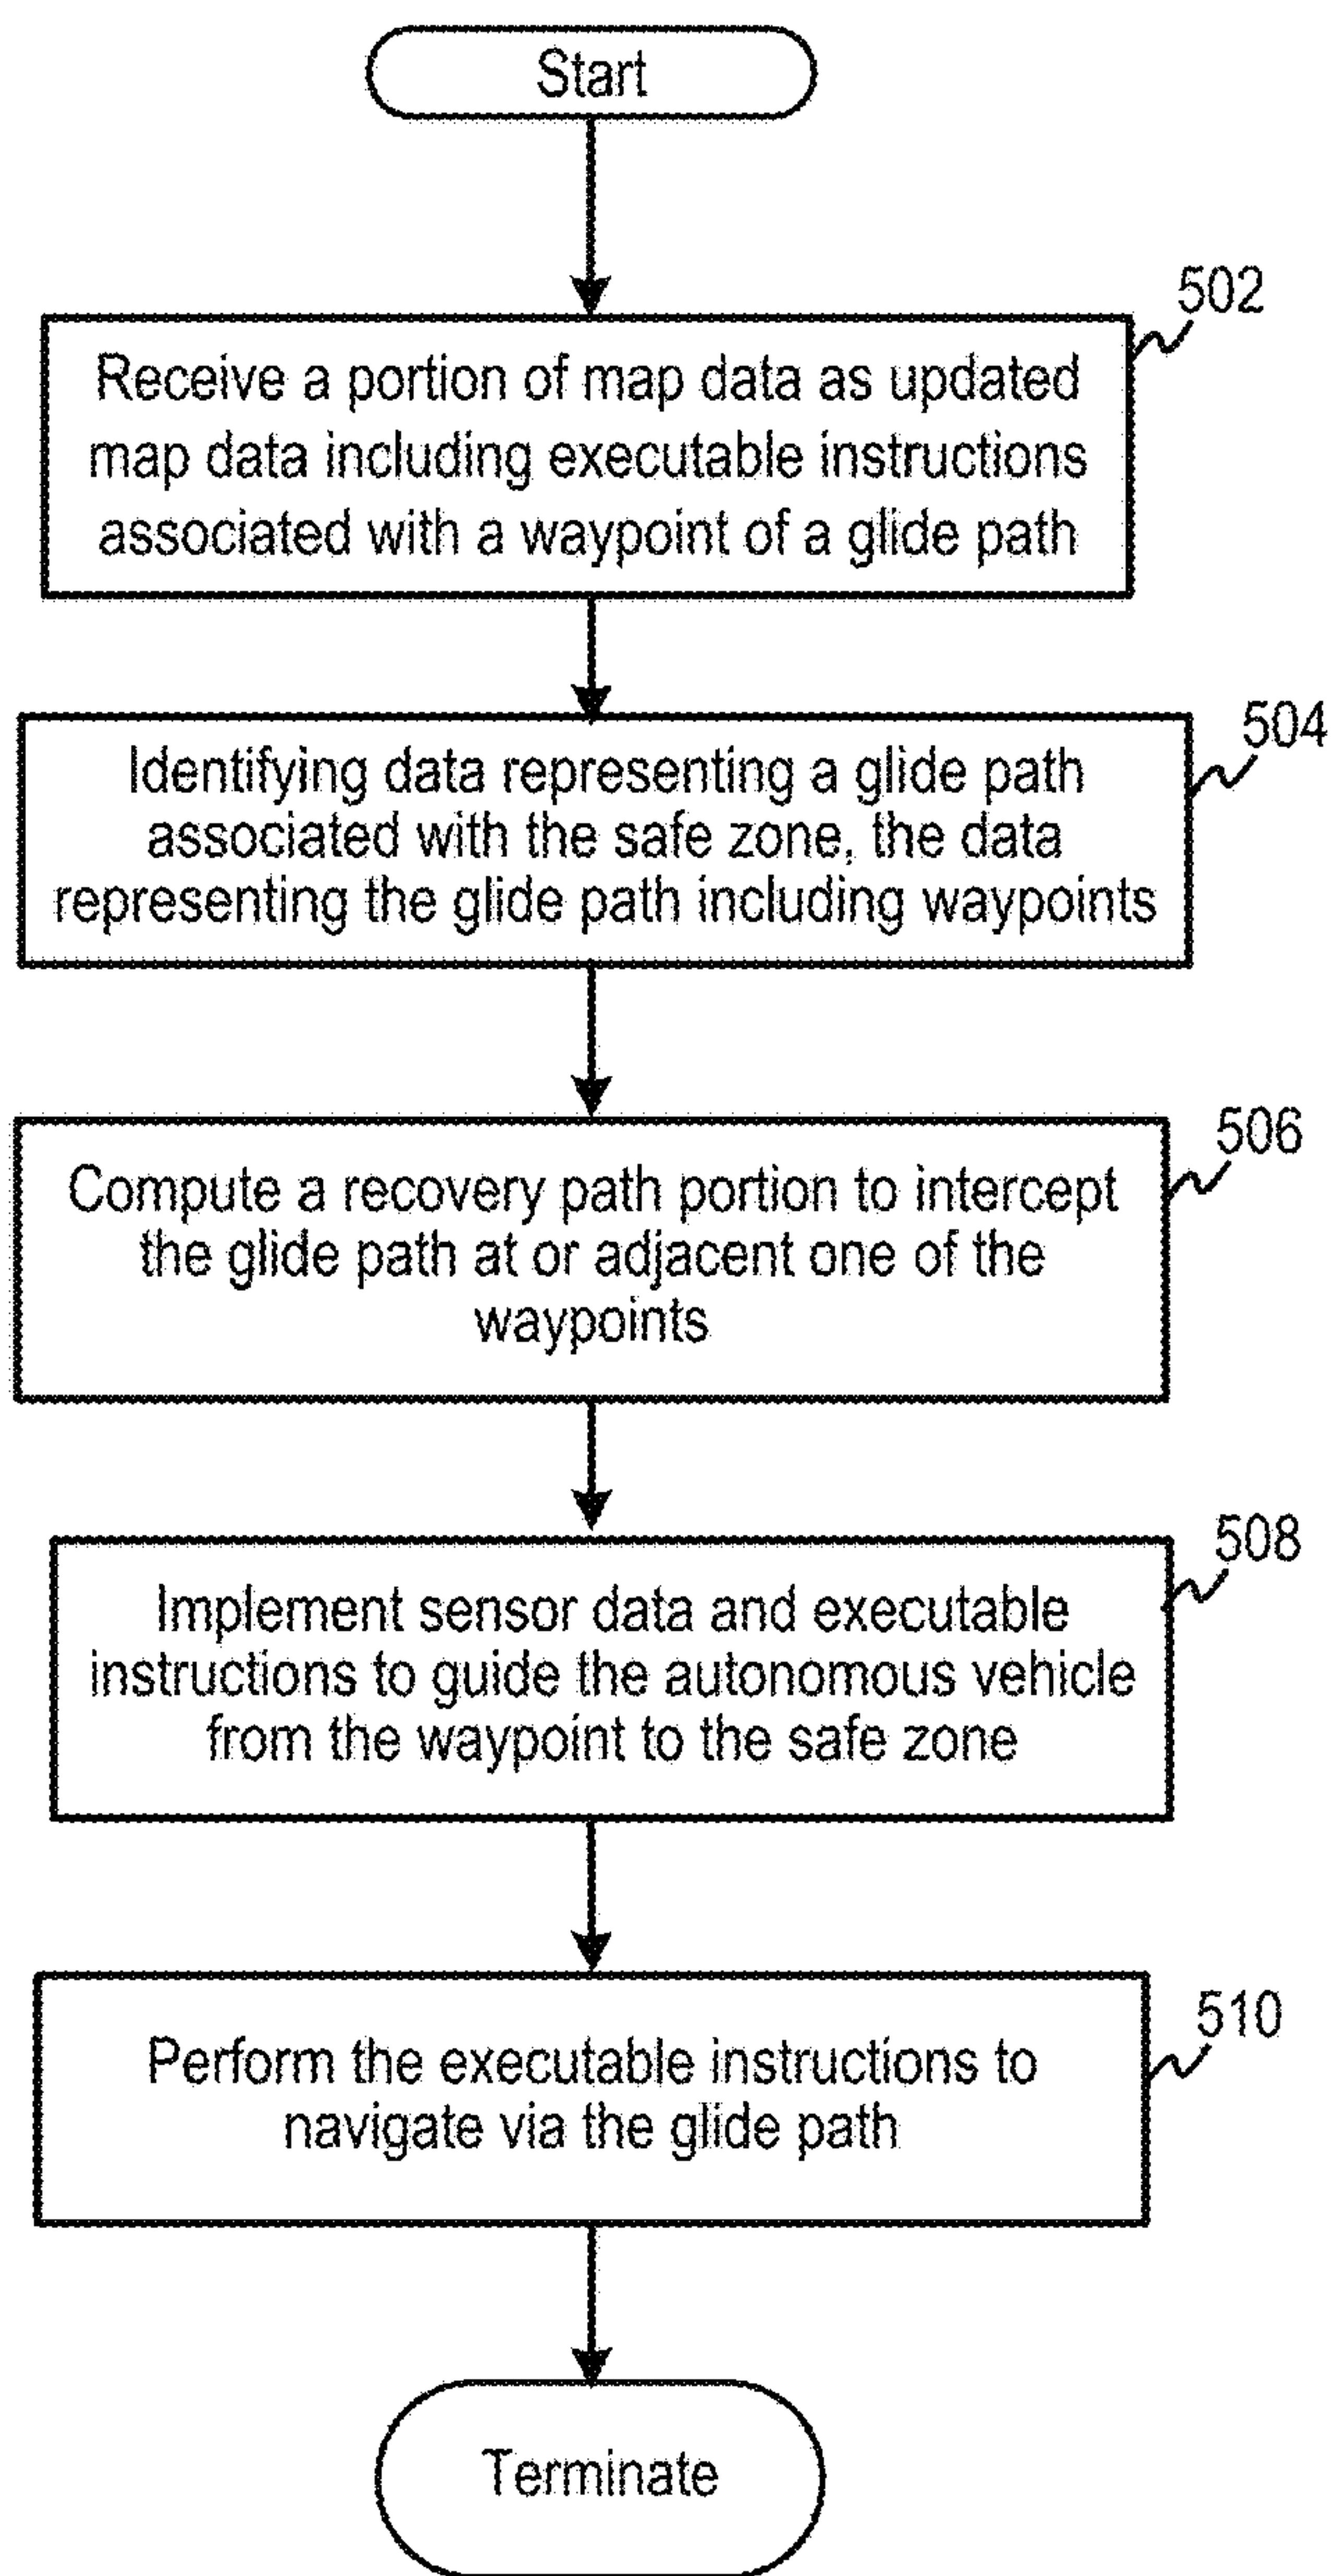 Start
502
Receive a portion of map data as updated
map data including executable instructions
associated with a waypoint of a glide path
504
Identifying data representing a glide path
associated with the safe zone, the data
representing the glide path including waypoints
506
Compute a recovery path portion to intercept
the glide path at or adjacent one of the
waypoints
508
Implement sensor data and executable
instructions to guide the autonomous vehicle
from the waypoint to the safe zone
510
Perform the executable instructions to
navigate via the glide path
Terminate